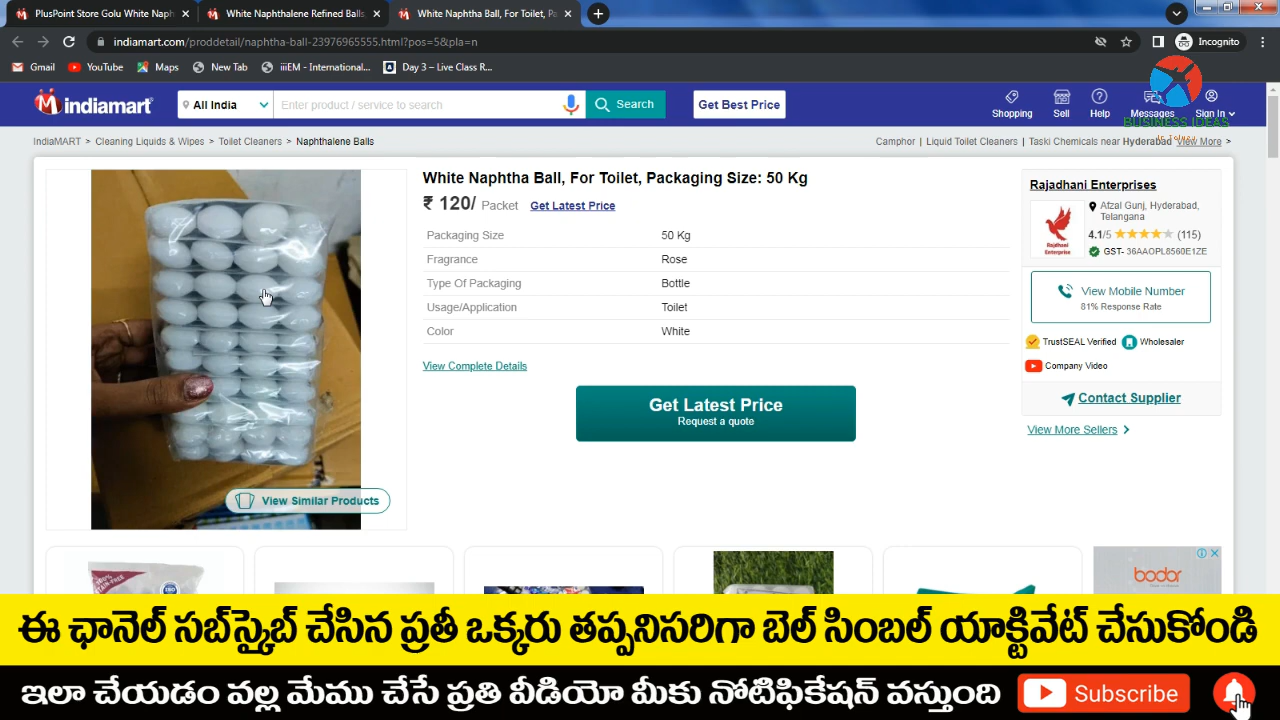 PlusPoint Store Golu White Naph
White Naphthalene Refined Balls
White Naphtha Ball, For Toilet, Pa
indiamart.com/proddetail/naphtha-ball-23976965555.html?pos=5&pla=n
Incognito
Gmail
YouTube
Maps
New Tab
iiiEM - International...
Day 3 – Live Class R...
indiamart
All India
Enter product / service to search
Search
Get Best Price
Shopping
Sell
Help
Messages
Sign In
BUSINESS IDEAS
In Telugu
IndiaMART > Cleaning Liquids & Wipes > Toilet Cleaners > Naphthalene Balls
Camphor | Liquid Toilet Cleaners | Taski Chemicals near Hyderabad View More >
White Naphtha Ball, For Toilet, Packaging Size: 50 Kg
₹ 120/ Packet Get Latest Price
Packaging Size 50 Kg
Fragrance Rose
Type Of Packaging Bottle
Usage/Application Toilet
Color White
View Complete Details
Get Latest Price
Request a quote
View Similar Products
Rajadhani Enterprises
Rajdhani
Enterprise
Afzal Gunj, Hyderabad,
Telangana
4.1/5 (115)
GST- 36AAOPL8560E1ZE
View Mobile Number
81% Response Rate
TrustSEAL Verified
Wholesaler
Company Video
Contact Supplier
View More Sellers
ISO
bodor
ఈ ఛానెల్ సబ్‌స్క్రైబ్ చేసిన ప్రతీ ఒక్కరు తప్పనిసరిగా బెల్ సింబల్ యాక్టివేట్ చేసుకోండి
ఇలా చేయడం వల్ల మేము చేసే ప్రతి వీడియో మీకు నోటిఫికేషన్ వస్తుంది
Subscribe